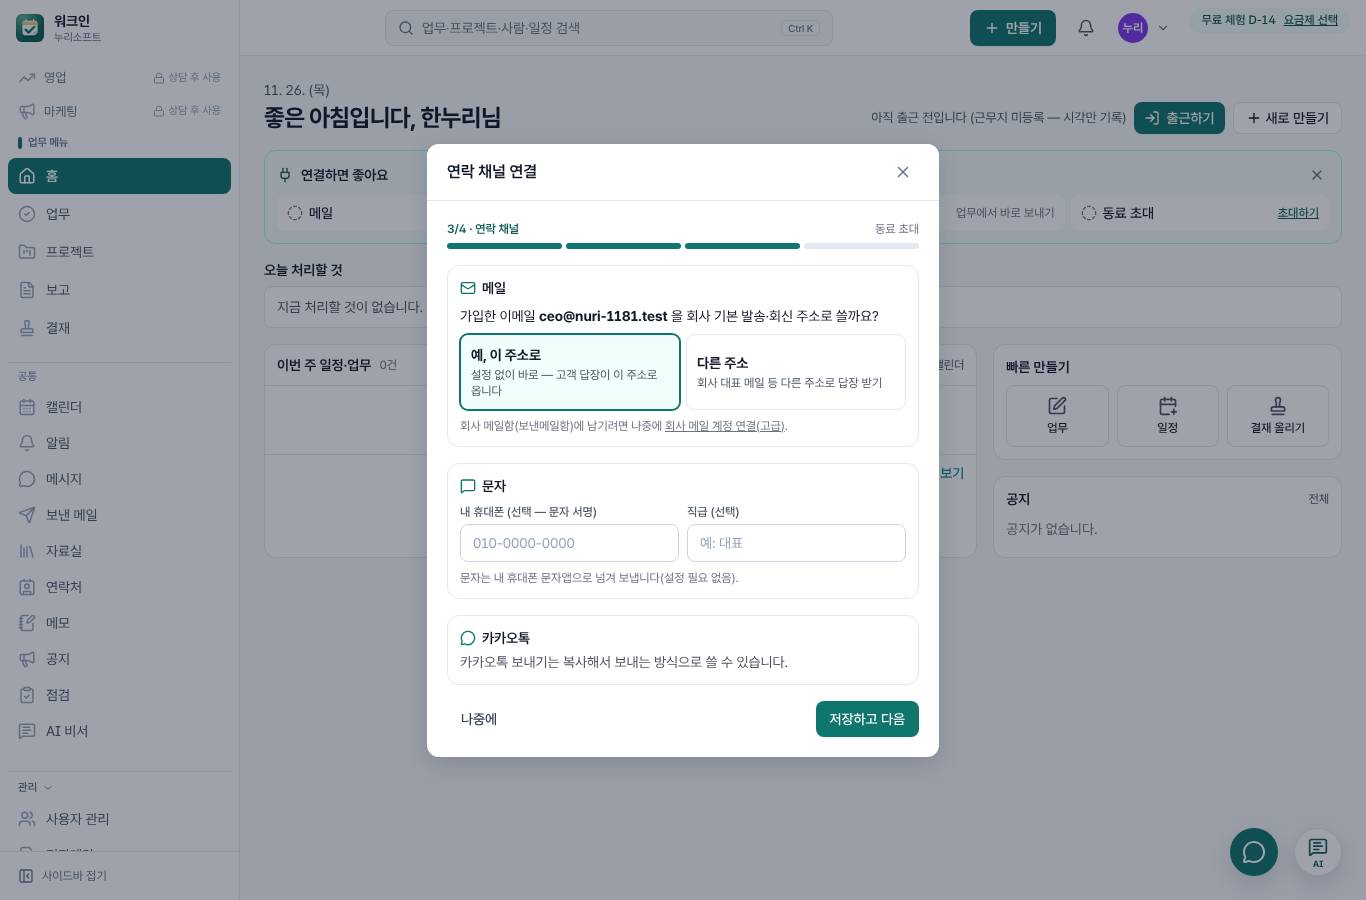 워크인
누리소프트
업무·프로젝트·사람·일정 검색
Ctrl K
만들기
누리
무료 체험 D-14 요금제 선택
영업
상담 후 사용
마케팅
상담 후 사용
업무 메뉴
홈
업무
프로젝트
보고
결재
공통
캘린더
알림
메시지
보낸 메일
자료실
연락처
메모
공지
점검
AI 비서
관리
사용자 관리
사이드바 접기
11. 26. (목)
좋은 아침입니다, 한누리님
아직 출근 전입니다 (근무지 미등록 — 시각만 기록)
출근하기
새로 만들기
연결하면 좋아요
메일
업무에서 바로 보내기
동료 초대
초대하기
오늘 처리할 것
지금 처리할 것이 없습니다.
이번 주 일정·업무 0건
보기
빠른 만들기
업무
일정
결재 올리기
공지
전체
공지가 없습니다.
연락 채널 연결
3/4 · 연락 채널
동료 초대
메일
가입한 이메일 ceo@nuri-1181.test 을 회사 기본 발송·회신 주소로 쓸까요?
예, 이 주소로
설정 없이 바로 — 고객 답장이 이 주소로
옵니다
다른 주소
회사 대표 메일 등 다른 주소로 답장 받기
회사 메일함(보낸메일함)에 남기려면 나중에 회사 메일 계정 연결(고급).
문자
내 휴대폰 (선택 — 문자 서명)
직급 (선택)
010-0000-0000
예: 대표
문자는 내 휴대폰 문자앱으로 넘겨 보냅니다(설정 필요 없음).
카카오톡
카카오톡 보내기는 복사해서 보내는 방식으로 쓸 수 있습니다.
나중에
저장하고 다음
AI